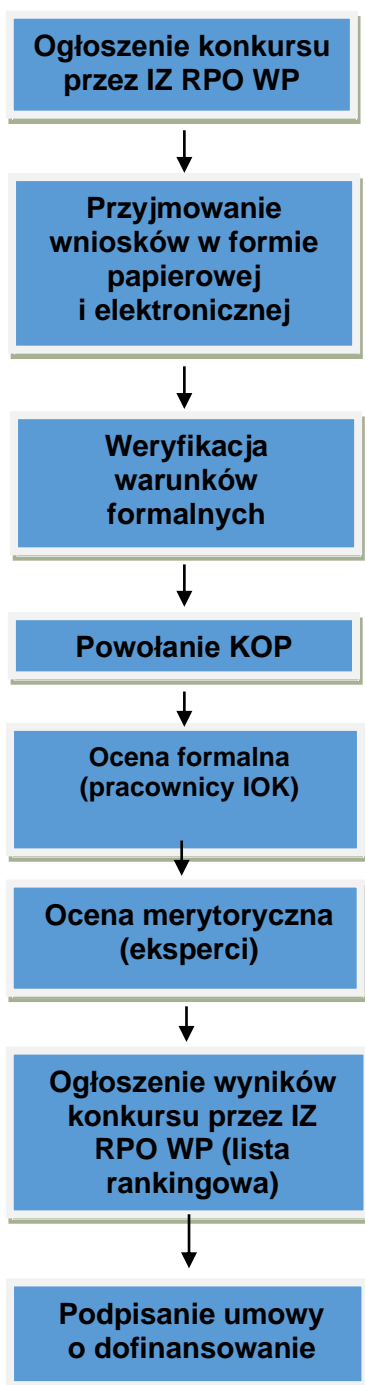 Ogłoszenie konkursu
przez IZ RPO WP
Przyjmowanie
wniosków w formie
papierowej
i elektronicznej
Weryfikacja
warunków
formalnych
Powołanie KOP
Ocena formalna
(pracownicy IOK)
Ocena merytoryczna
(eksperci)
Ogłoszenie wyników
konkursu przez IZ
RPO WP (lista
rankingowa)
Podpisanie umowy
o dofinansowanie